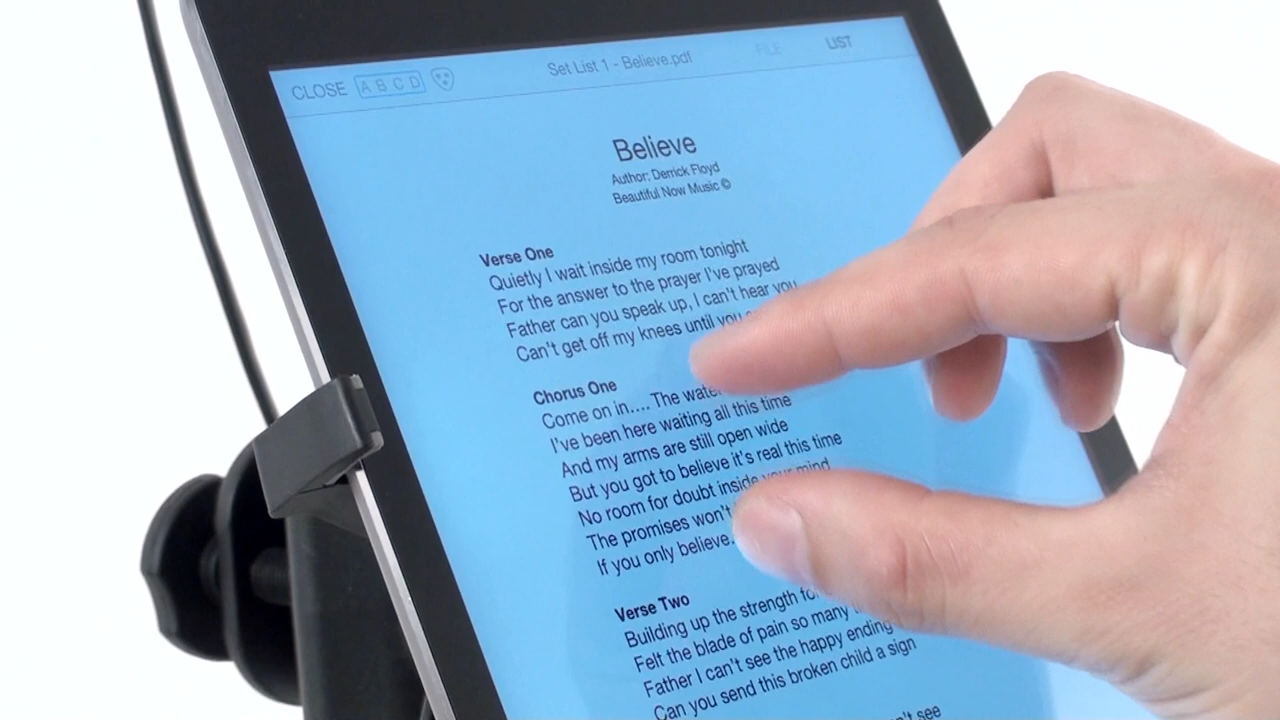 CLOSE A B C D Set List 1 - Believe.pdf FILE LIST
Believe
Author: Derrick Floyd
Beautiful Now Music ©
Verse One
Quietly I wait inside my room tonight
For the answer to the prayer I've prayed
Father can you speak up, I can't hear you
Can't get off my knees until you
Chorus One
Come on in.... The water
I've been here waiting all this time
And my arms are still open wide
But you got to believe it's real this time
No room for doubt inside your mind
The promises won't
If you only believe.
Verse Two
Building up the strength for
Felt the blade of pain so many
Father I can't see the happy ending
Can you send this broken child a sign
see